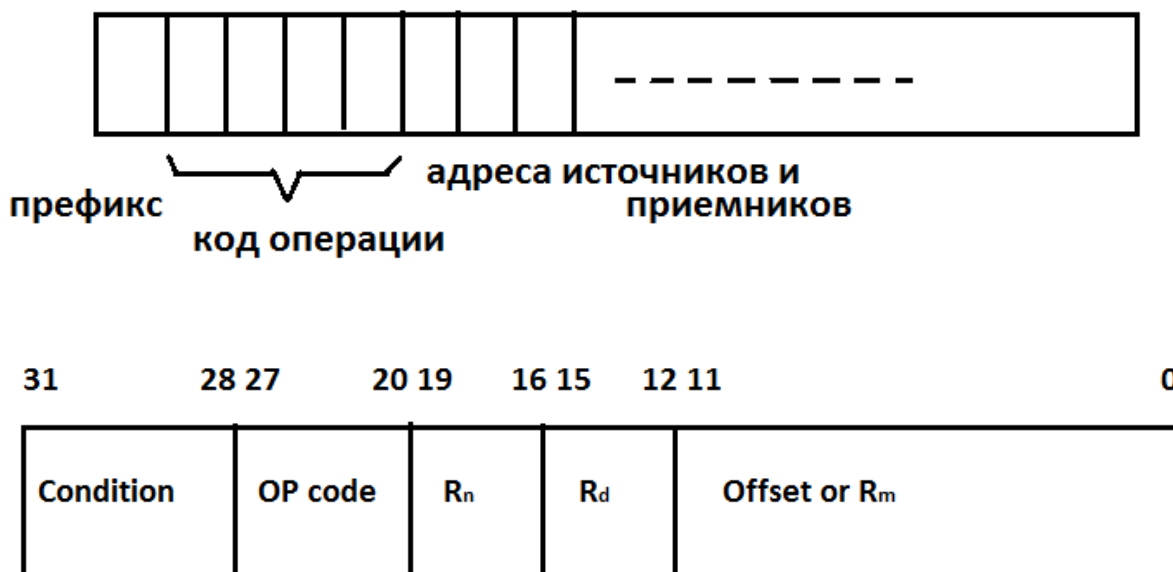 адреса источников и
префикс приемников
код операции
31 28 27 20 19 16 15 12 11 0
Condition OP code Rn Rd Offset or Rm